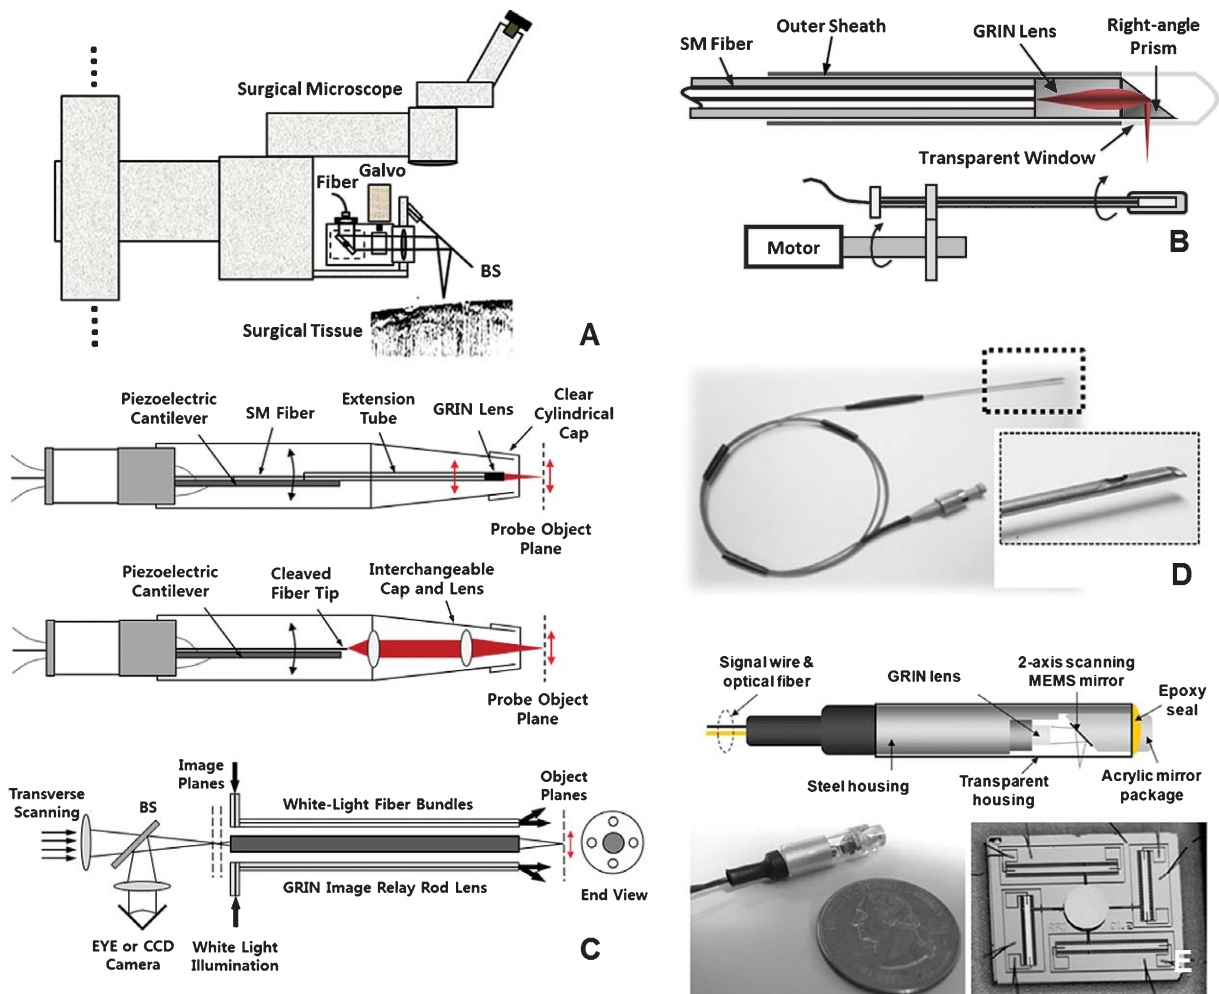 Surgical Microscope
Galvo
Fiber
BS
Surgical Tissue
A
Outer Sheath
SM Fiber
GRIN Lens
Right-angle
Prism
Transparent Window
Motor
B
Piezoelectric
Cantilever
SM Fiber
Extension
Tube
GRIN Lens
Clear
Cylindrical
Cap
Probe Object
Plane
Piezoelectric
Cantilever
Cleaved
Fiber Tip
Interchangeable
Cap and Lens
Probe Object
Plane
Transverse
Scanning
BS
Image
Planes
White-Light Fiber Bundles
Object
Planes
GRIN Image Relay Rod Lens
End View
EYE or CCD
Camera
White Light
Illumination
C
D
Signal wire &
optical fiber
GRIN lens
2-axis scanning
MEMS mirror
Epoxy
seal
Steel housing
Transparent
housing
Acrylic mirror
package
E